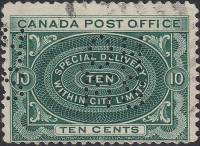 CANADA POST OFFICE
SPECIAL DELIVERY
10 TEN 10
WITHIN CITY LIMITS
TEN CENTS